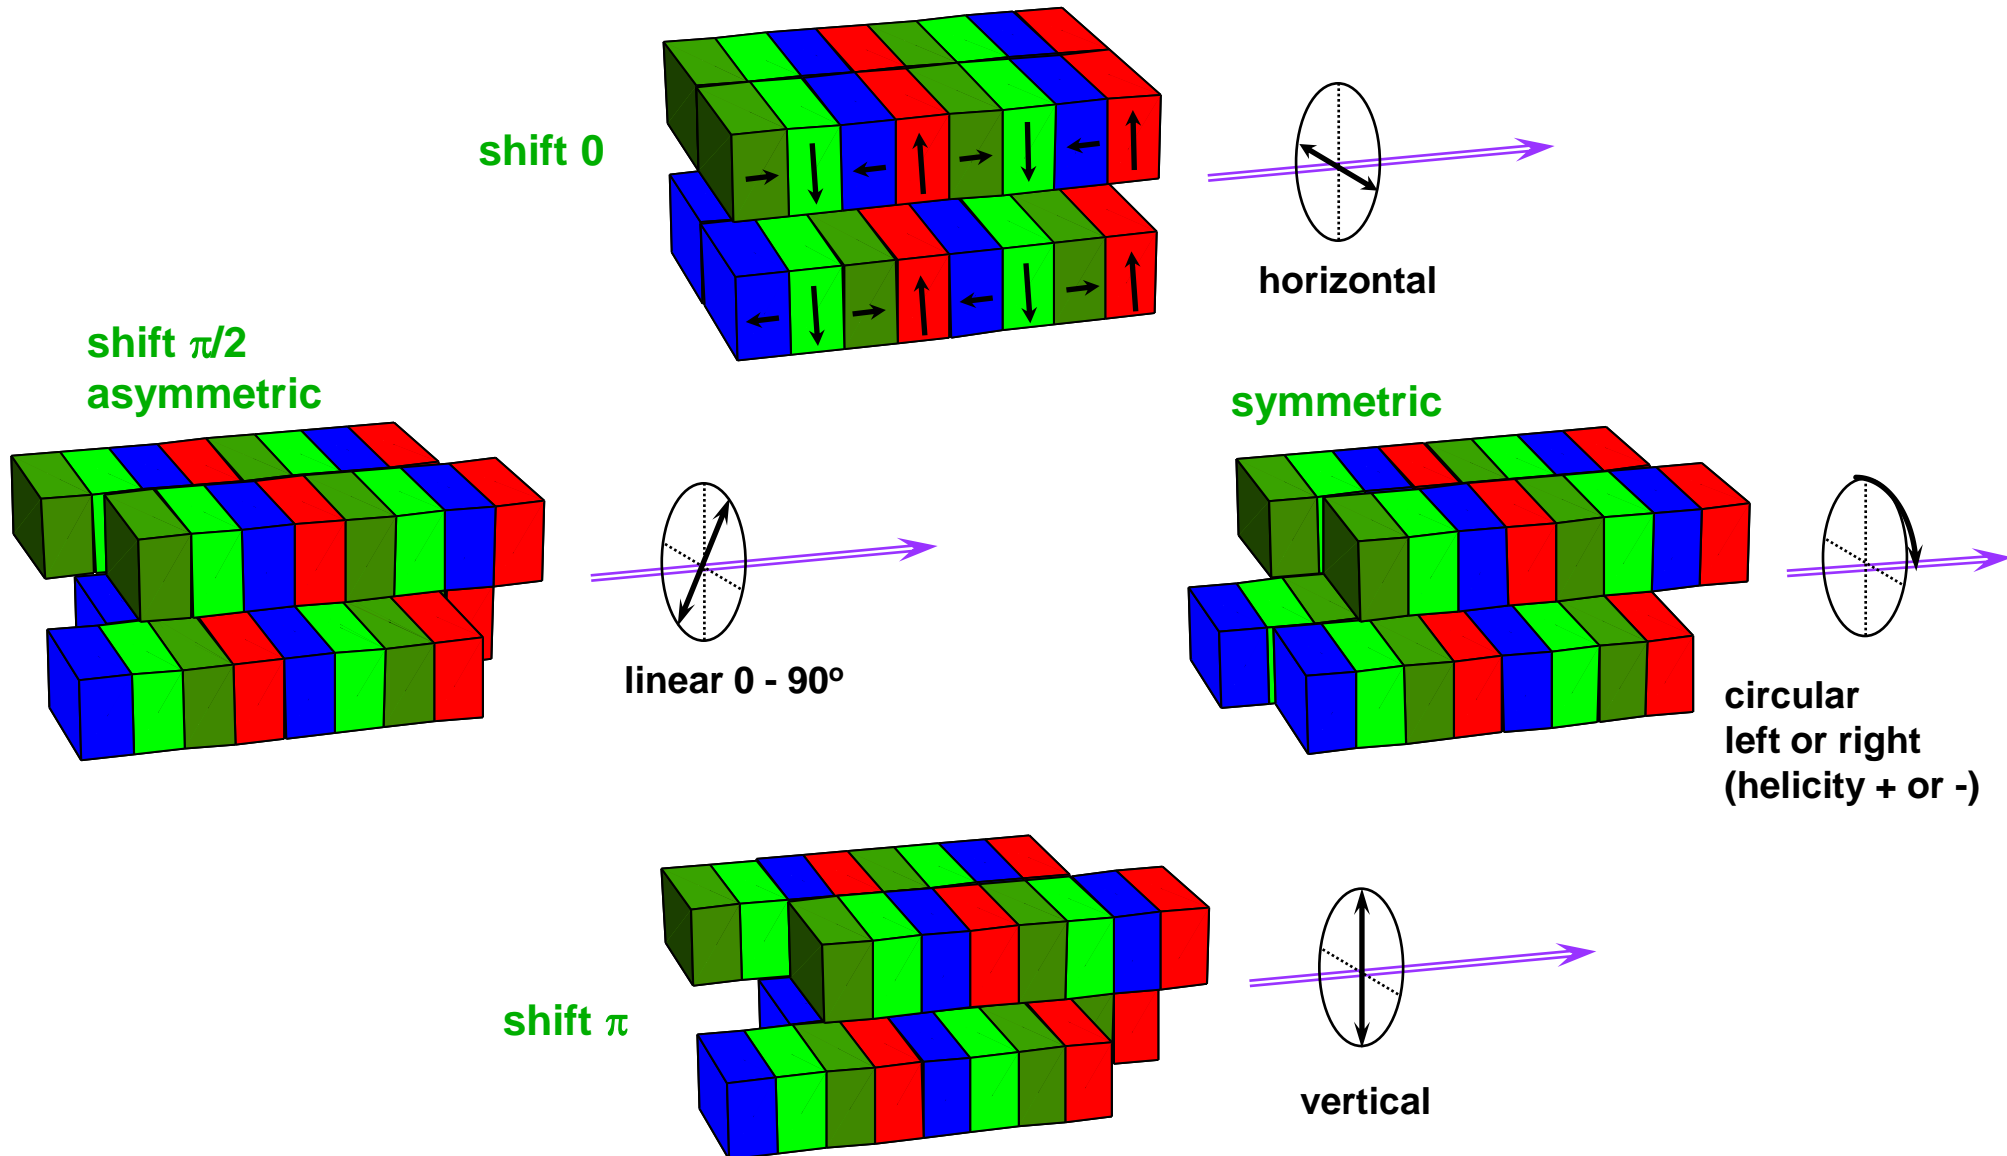 shift 0
horizontal
shift π/2
asymmetric
symmetric
linear 0 - 90º
circular
left or right
(helicity + or -)
shift π
vertical